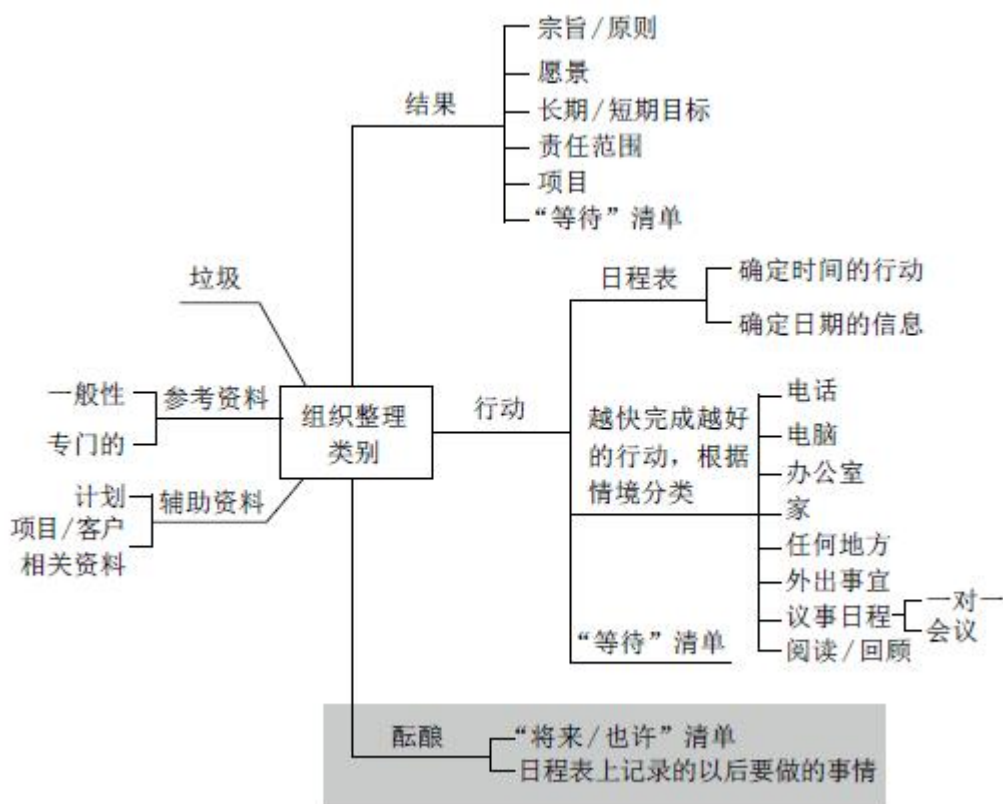 宗旨/原则
愿景
结果
长期/短期目标
责任范围
项目
“等待”清单
垃圾
日程表
确定时间的行动
确定日期的信息
一般性
参考资料
专门的
组织整理
类别
行动
越快完成越好
的行动，根据
情境分类
电话
电脑
办公室
家
任何地方
外出事宜
议事日程
一对一
会议
阅读/回顾
计划
辅助资料
项目/客户
相关资料
“等待”清单
酝酿
“将来/也许”清单
日程表上记录的以后要做的事情